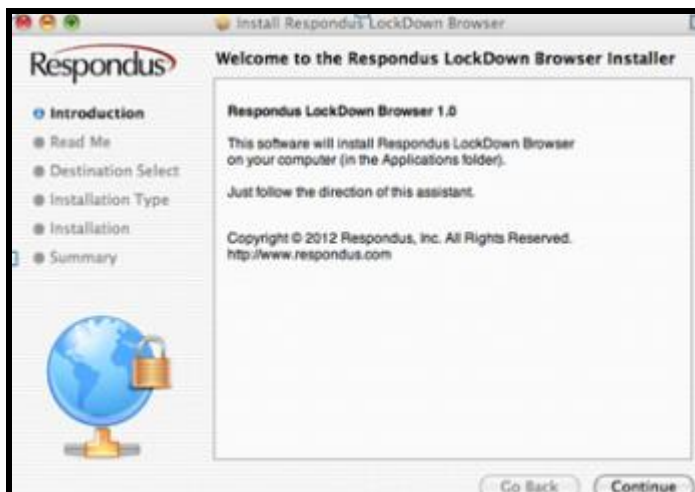 Install Respondus LockDown Browser
Respondus
Welcome to the Respondus LockDown Browser Installer
Introduction
Read Me
Destination Select
Installation Type
Installation
Summary
Respondus LockDown Browser 1.0
This software will install Respondus LockDown Browser
on your computer (in the Applications folder).
Just follow the direction of this assistant.
Copyright © 2012 Respondus, Inc. All Rights Reserved.
http://www.respondus.com
Go Back
Continue